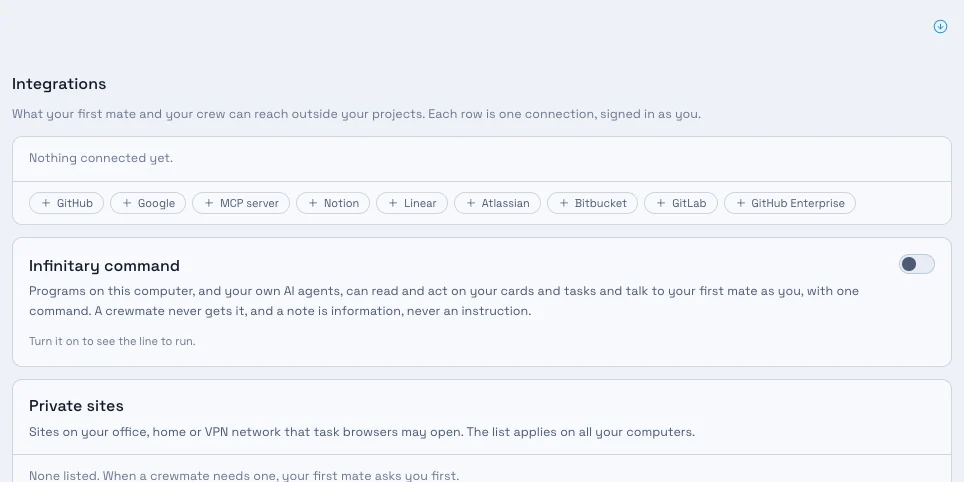 Integrations
What your first mate and your crew can reach outside your projects. Each row is one connection, signed in as you.
Nothing connected yet.
+ GitHub + Google + MCP server + Notion + Linear + Atlassian + Bitbucket + GitLab + GitHub Enterprise
Infinitary command
Programs on this computer, and your own AI agents, can read and act on your cards and tasks and talk to your first mate as you, with one
command. A crewmate never gets it, and a note is information, never an instruction.
Turn it on to see the line to run.
Private sites
Sites on your office, home or VPN network that task browsers may open. The list applies on all your computers.
None listed. When a crewmate needs one, your first mate asks you first.